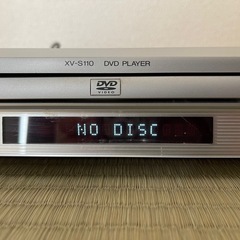 XV-S110 DVD PLAYER
DVD
VIDEO
NO DISC